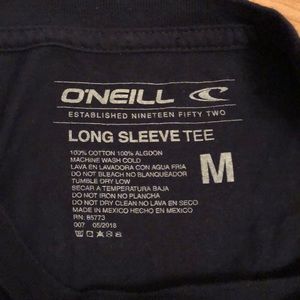 O'NEILL
ESTABLISHED NINETEEN FIFTY TWO
LONG SLEEVE TEE
100% COTTON 100% ALGDON
MACHINE WASH COLD
LAVA EN LAVADORA CON AQUA FRIA
DO NOT BLEACH NO BLANQUEADOR
TUMBLE DRY LOW
SECAR A TEMPERATURA BAJA
DO NOT IRON NO PLANCHA
DO NOT DRY CLEAN NO LAVA EN SECO
MADE IN MEXICO HECHO EN MEXICO
RN: 85773
007 05/2018
M